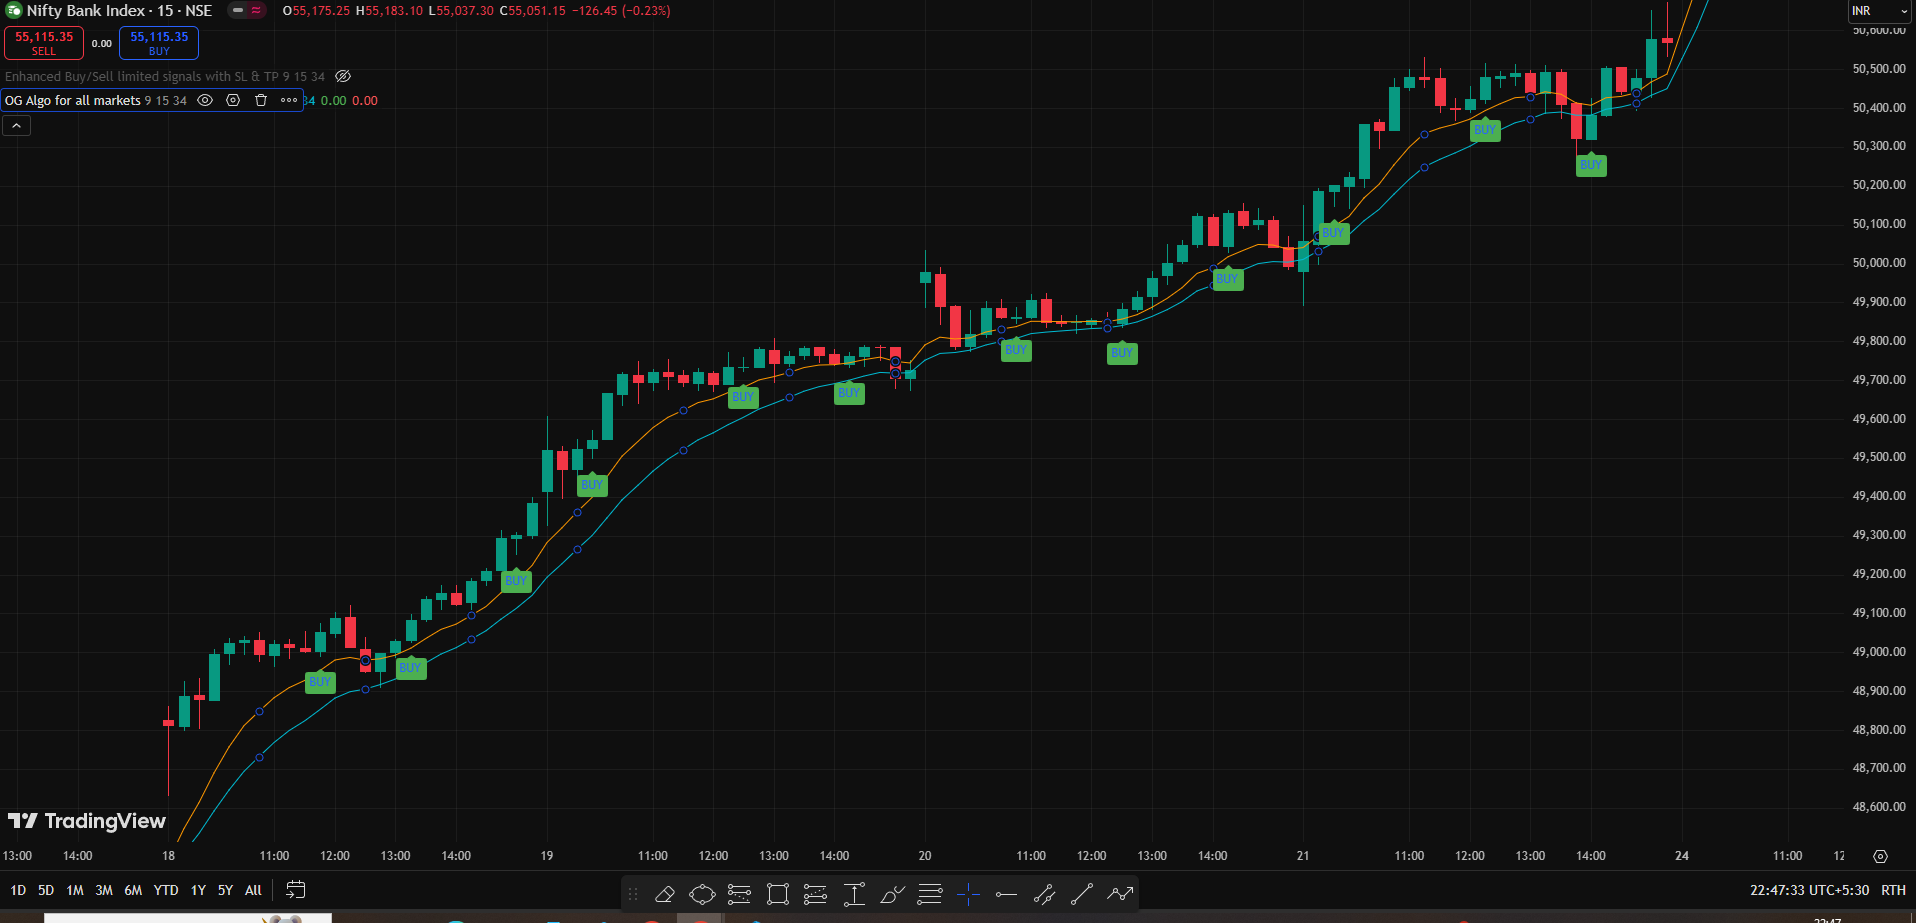 Nifty Bank Index · 15 · NSE O55,175.25 H55,183.10 L55,037.30 C55,051.15 −126.45 (−0.23%)
55,115.35 SELL 0.00 55,115.35 BUY
Enhanced Buy/Sell limited signals with SL & TP 9 15 34
OG Algo for all markets 9 15 34 34 0.00 0.00
INR
50,600.00
50,500.00
50,400.00
50,300.00
50,200.00
50,100.00
50,000.00
49,900.00
49,800.00
49,700.00
49,600.00
49,500.00
49,400.00
49,300.00
49,200.00
49,100.00
49,000.00
48,900.00
48,800.00
48,700.00
48,600.00
BUY
BUY
BUY
BUY
BUY
BUY
BUY
BUY
BUY
BUY
BUY
BUY
TradingView
13:00 14:00 18 11:00 12:00 13:00 14:00 19 11:00 12:00 13:00 14:00 20 11:00 12:00 13:00 14:00 21 11:00 12:00 13:00 14:00 24 11:00
1D 5D 1M 3M 6M YTD 1Y 5Y All
22:47:33 UTC+5:30 RTH